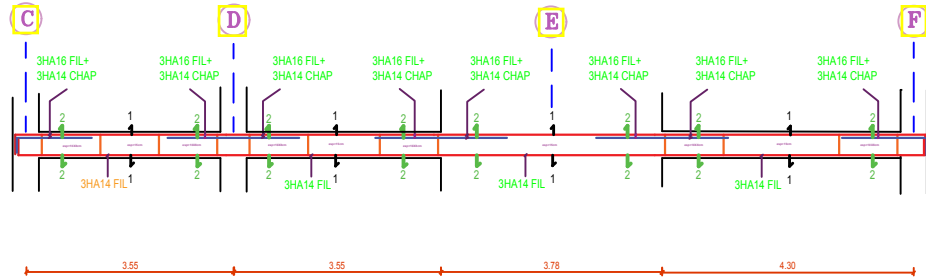 C D E F
3HA16 FIL+ 3HA16 FIL+ 3HA16 FIL+ 3HA16 FIL+ 3HA16 FIL+ 3HA16 FIL+ 3HA16 FIL+ 3HA16 FIL+
3HA14 CHAP 3HA14 CHAP 3HA14 CHAP 3HA14 CHAP 3HA14 CHAP 3HA14 CHAP 3HA14 CHAP 3HA14 CHAP
2 1 2 2 1 2 2 1 2 2 1 2
2 1 2 2 1 2 2 1 2 2 1 2
3HA14 FIL 3HA14 FIL 3HA14 FIL 3HA14 FIL
3.55 3.55 3.78 4.30